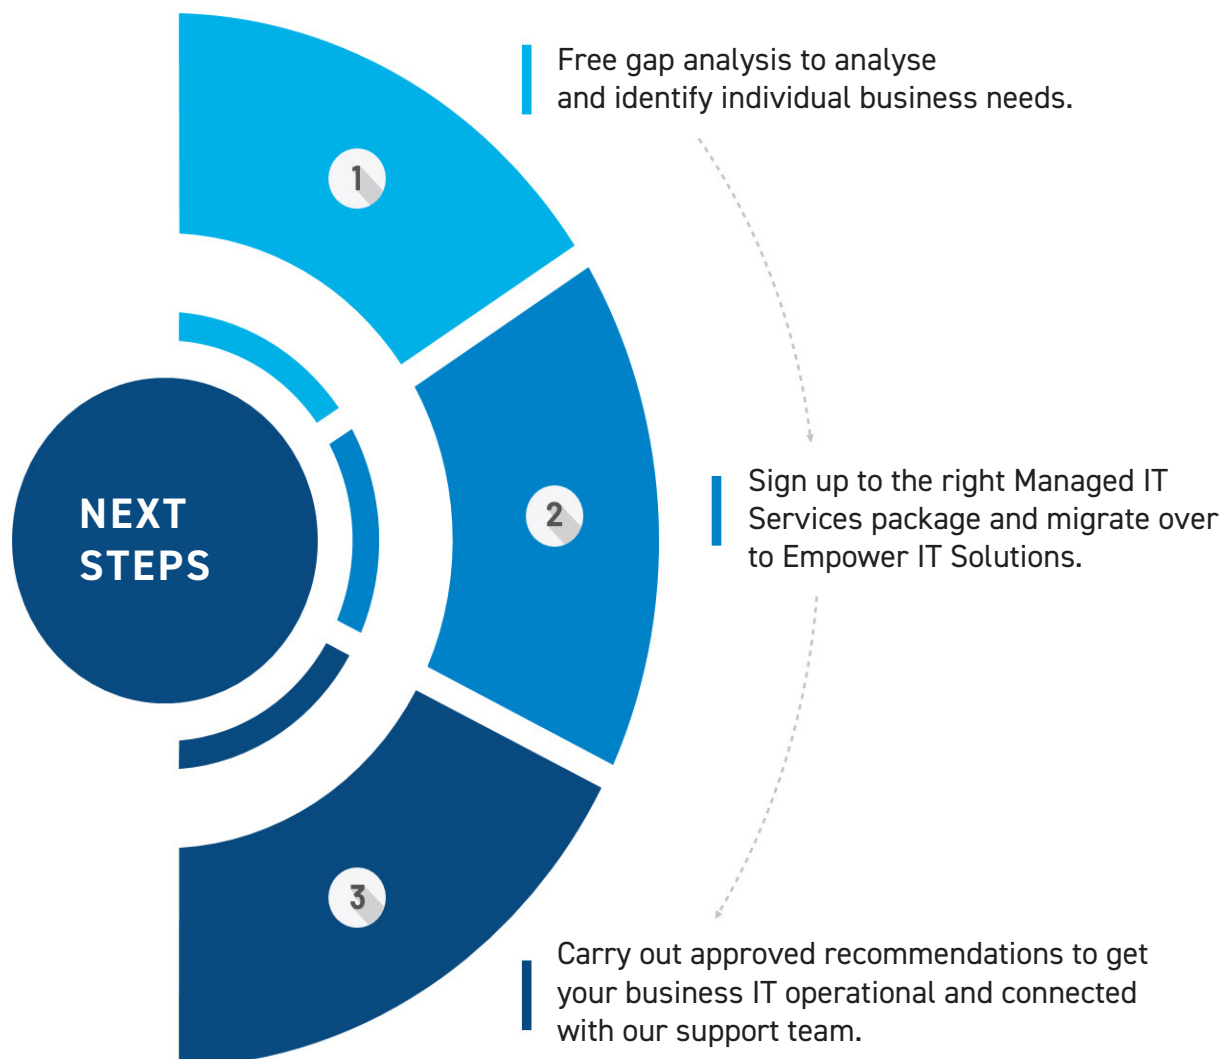 Free gap analysis to analyse
and identify individual business needs.
1
2
NEXT
STEPS
Sign up to the right Managed IT
Services package and migrate over
to Empower IT Solutions.
3
Carry out approved recommendations to get
your business IT operational and connected
with our support team.